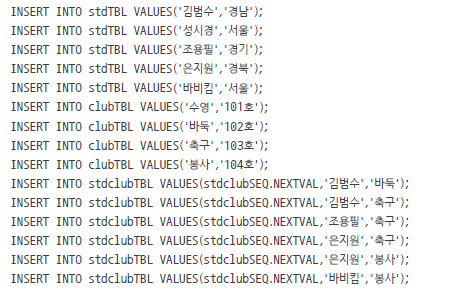 INSERT INTO stdTBL VALUES('김범수','경남');
INSERT INTO stdTBL VALUES('성시경','서울');
INSERT INTO stdTBL VALUES('조용필','경기');
INSERT INTO stdTBL VALUES('은지원','경북');
INSERT INTO stdTBL VALUES('바비킴','서울');
INSERT INTO clubTBL VALUES('수영','101호');
INSERT INTO clubTBL VALUES('바둑','102호');
INSERT INTO clubTBL VALUES('축구','103호');
INSERT INTO clubTBL VALUES('봉사','104호');
INSERT INTO stdclubTBL VALUES(stdclubSEQ.NEXTVAL,'김범수','바둑');
INSERT INTO stdclubTBL VALUES(stdclubSEQ.NEXTVAL,'김범수','축구');
INSERT INTO stdclubTBL VALUES(stdclubSEQ.NEXTVAL,'조용필','축구');
INSERT INTO stdclubTBL VALUES(stdclubSEQ.NEXTVAL,'은지원','축구');
INSERT INTO stdclubTBL VALUES(stdclubSEQ.NEXTVAL,'은지원','봉사');
INSERT INTO stdclubTBL VALUES(stdclubSEQ.NEXTVAL,'바비킴','봉사');